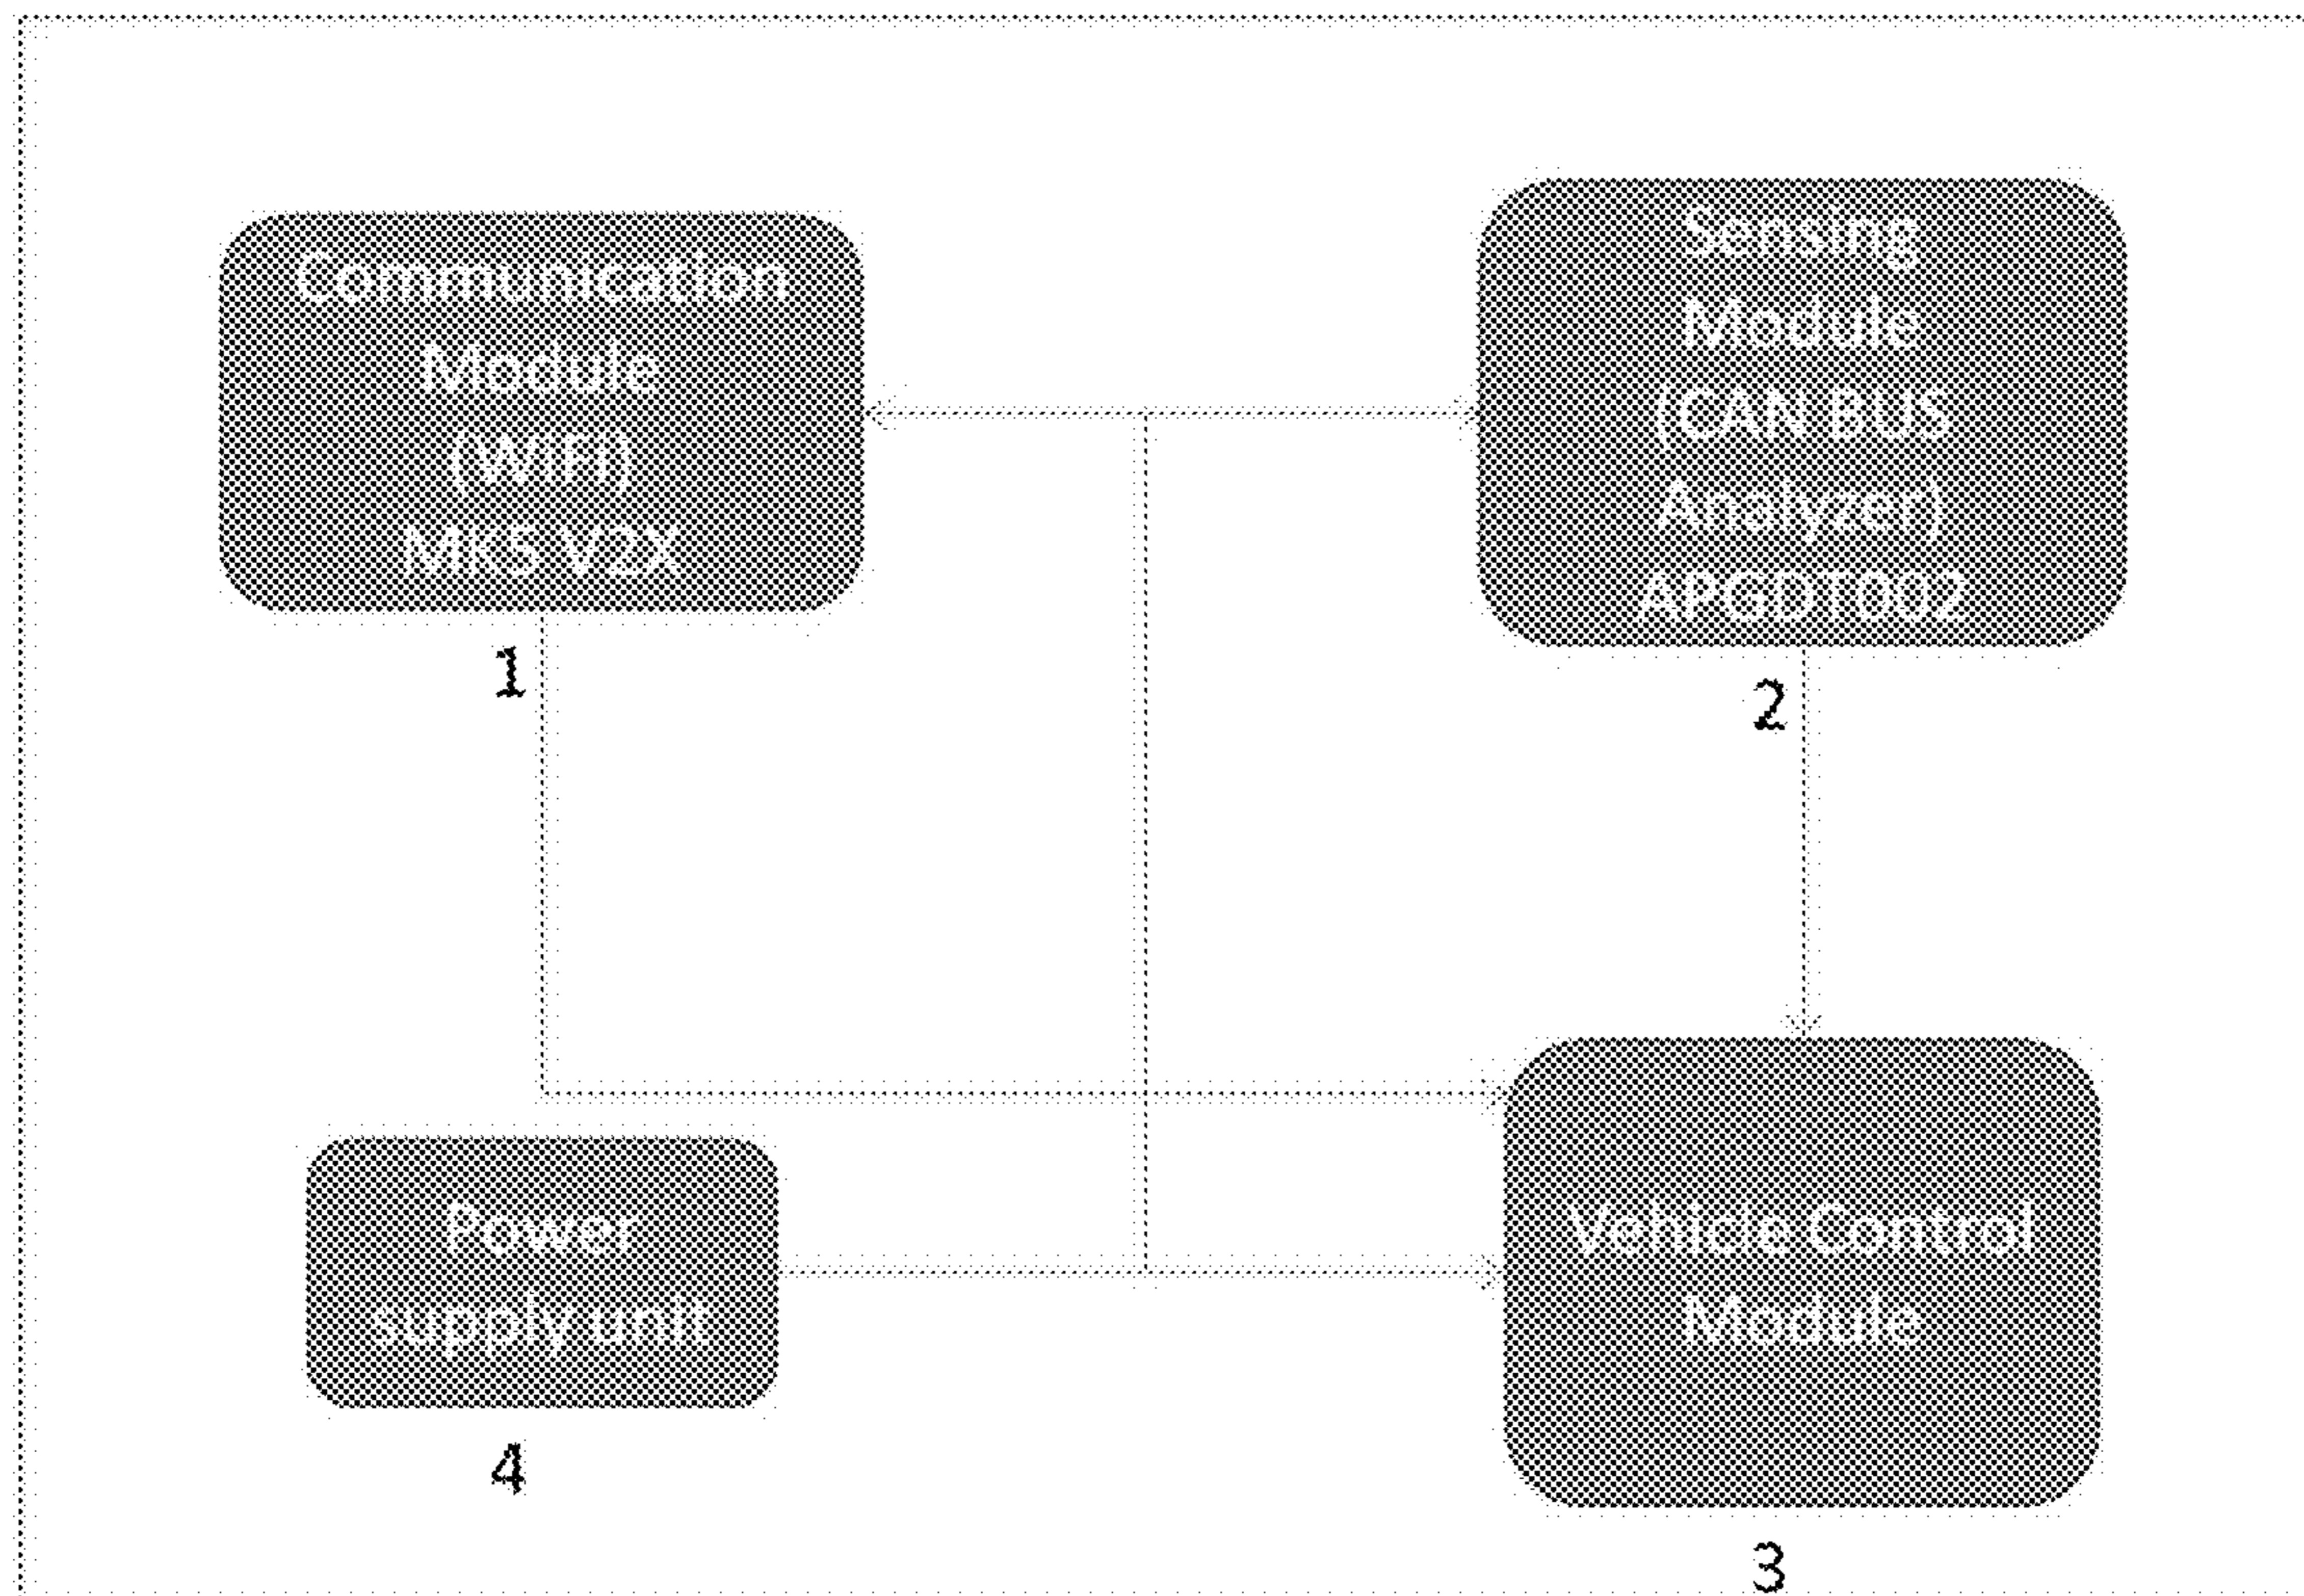 Communication
Module
(WIFI)
MK5 V2X
1
Sensing
Module
(CAN BUS
Analyzer)
APGDT002
2
Power
supply unit
4
Vehicle Control
Module
3